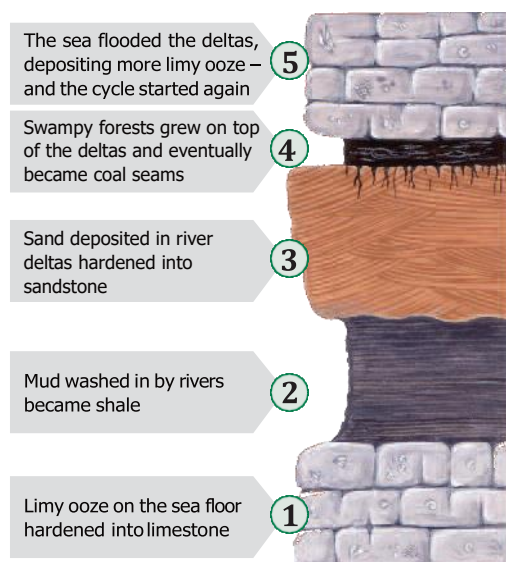 The sea flooded the deltas,
depositing more limy ooze –
and the cycle started again
5
Swampy forests grew on top
of the deltas and eventually
became coal seams
4
Sand deposited in river
deltas hardened into
sandstone
3
Mud washed in by rivers
became shale
2
Limy ooze on the sea floor
hardened into limestone
1